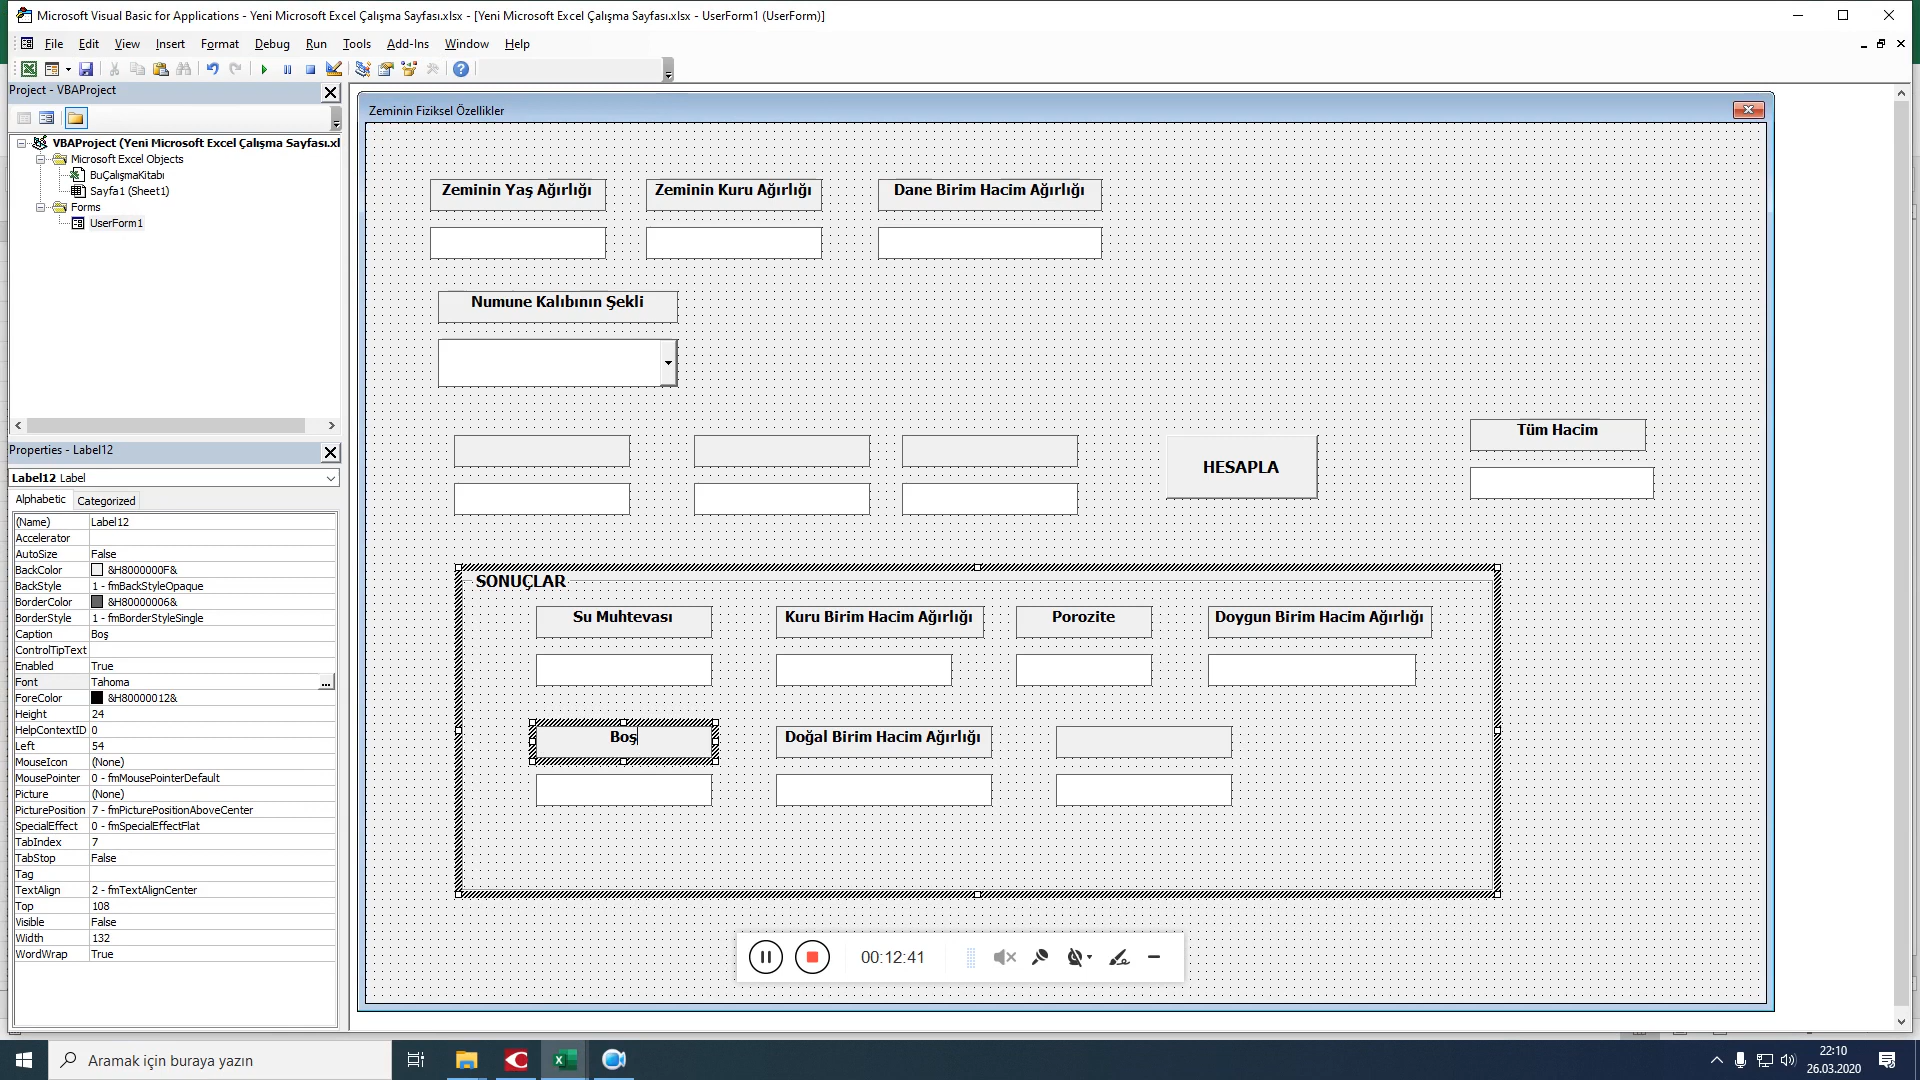 Microsoft Visual Basic for Applications - Yeni Microsoft Excel Çalışma Sayfası.xlsx - [Yeni Microsoft Excel Çalışma Sayfası.xlsx - UserForm1 (UserForm)]
File Edit View Insert Format Debug Run Tools Add-Ins Window Help
Project - VBAProject
VBAProject (Yeni Microsoft Excel Çalışma Sayfası.xl
Microsoft Excel Objects
BuÇalışmaKitabı
Sayfa1 (Sheet1)
Forms
UserForm1
Properties - Label12
Label12 Label
Alphabetic Categorized
(Name) Label12
Accelerator
AutoSize False
BackColor &H8000000F&
BackStyle 1 - fmBackStyleOpaque
BorderColor &H80000006&
BorderStyle 1 - fmBorderStyleSingle
Caption Boş
ControlTipText
Enabled True
Font Tahoma ...
ForeColor &H80000012&
Height 24
HelpContextID 0
Left 54
MouseIcon (None)
MousePointer 0 - fmMousePointerDefault
Picture (None)
PicturePosition 7 - fmPicturePositionAboveCenter
SpecialEffect 0 - fmSpecialEffectFlat
TabIndex 7
TabStop False
Tag
TextAlign 2 - fmTextAlignCenter
Top 108
Visible False
Width 132
WordWrap True
Zeminin Fiziksel Özellikler
Zeminin Yaş Ağırlığı Zeminin Kuru Ağırlığı Dane Birim Hacim Ağırlığı
Numune Kalıbının Şekli
Tüm Hacim
HESAPLA
SONUÇLAR
Su Muhtevası Kuru Birim Hacim Ağırlığı Porozite Doygun Birim Hacim Ağırlığı
Boş Doğal Birim Hacim Ağırlığı
00:12:41
Aramak için buraya yazın
22:10
26.03.2020